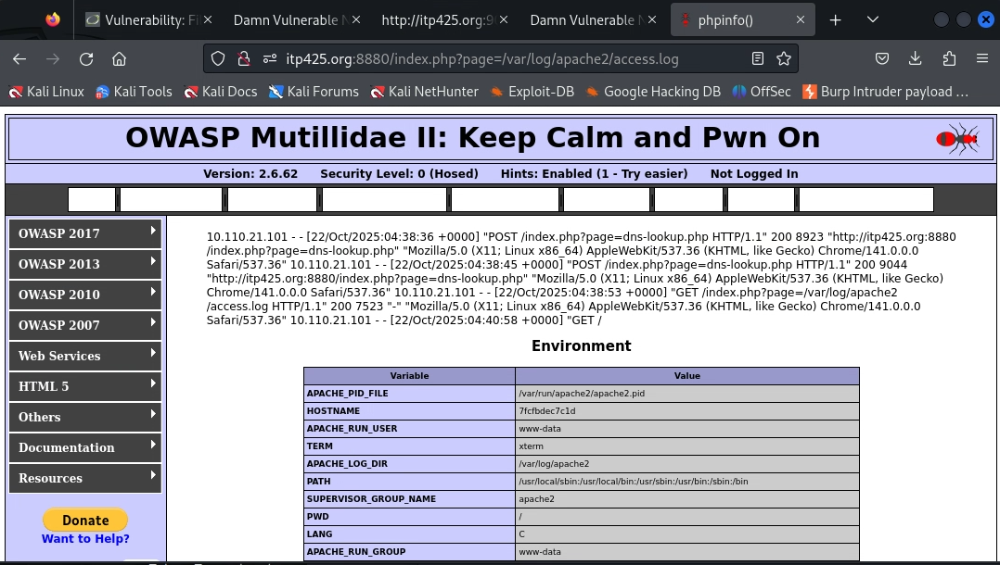 Vulnerability: Fi
Damn Vulnerable N
http://itp425.org:9
Damn Vulnerable N
phpinfo()
itp425.org:8880/index.php?page=/var/log/apache2/access.log
Kali Linux
Kali Tools
Kali Docs
Kali Forums
Kali NetHunter
Exploit-DB
Google Hacking DB
OffSec
Burp Intruder payload ...
OWASP Mutillidae II: Keep Calm and Pwn On
Version: 2.6.62 Security Level: 0 (Hosed) Hints: Enabled (1 - Try easier) Not Logged In
OWASP 2017
OWASP 2013
OWASP 2010
OWASP 2007
Web Services
HTML 5
Others
Documentation
Resources
Donate
Want to Help?
10.110.21.101 - - [22/Oct/2025:04:38:36 +0000] "POST /index.php?page=dns-lookup.php HTTP/1.1" 200 8923 "http://itp425.org:8880
/index.php?page=dns-lookup.php" "Mozilla/5.0 (X11; Linux x86_64) AppleWebKit/537.36 (KHTML, like Gecko) Chrome/141.0.0.0
Safari/537.36" 10.110.21.101 - - [22/Oct/2025:04:38:45 +0000] "POST /index.php?page=dns-lookup.php HTTP/1.1" 200 9044
"http://itp425.org:8880/index.php?page=dns-lookup.php" "Mozilla/5.0 (X11; Linux x86_64) AppleWebKit/537.36 (KHTML, like Gecko)
Chrome/141.0.0.0 Safari/537.36" 10.110.21.101 - - [22/Oct/2025:04:38:53 +0000] "GET /index.php?page=/var/log/apache2
/access.log HTTP/1.1" 200 7523 "-" "Mozilla/5.0 (X11; Linux x86_64) AppleWebKit/537.36 (KHTML, like Gecko) Chrome/141.0.0.0
Safari/537.36" 10.110.21.101 - - [22/Oct/2025:04:40:58 +0000] "GET /
Environment
Variable Value
APACHE_PID_FILE /var/run/apache2/apache2.pid
HOSTNAME 7fcfbdec7c1d
APACHE_RUN_USER www-data
TERM xterm
APACHE_LOG_DIR /var/log/apache2
PATH /usr/local/sbin:/usr/local/bin:/usr/sbin:/usr/bin:/sbin:/bin
SUPERVISOR_GROUP_NAME apache2
PWD /
LANG C
APACHE_RUN_GROUP www-data